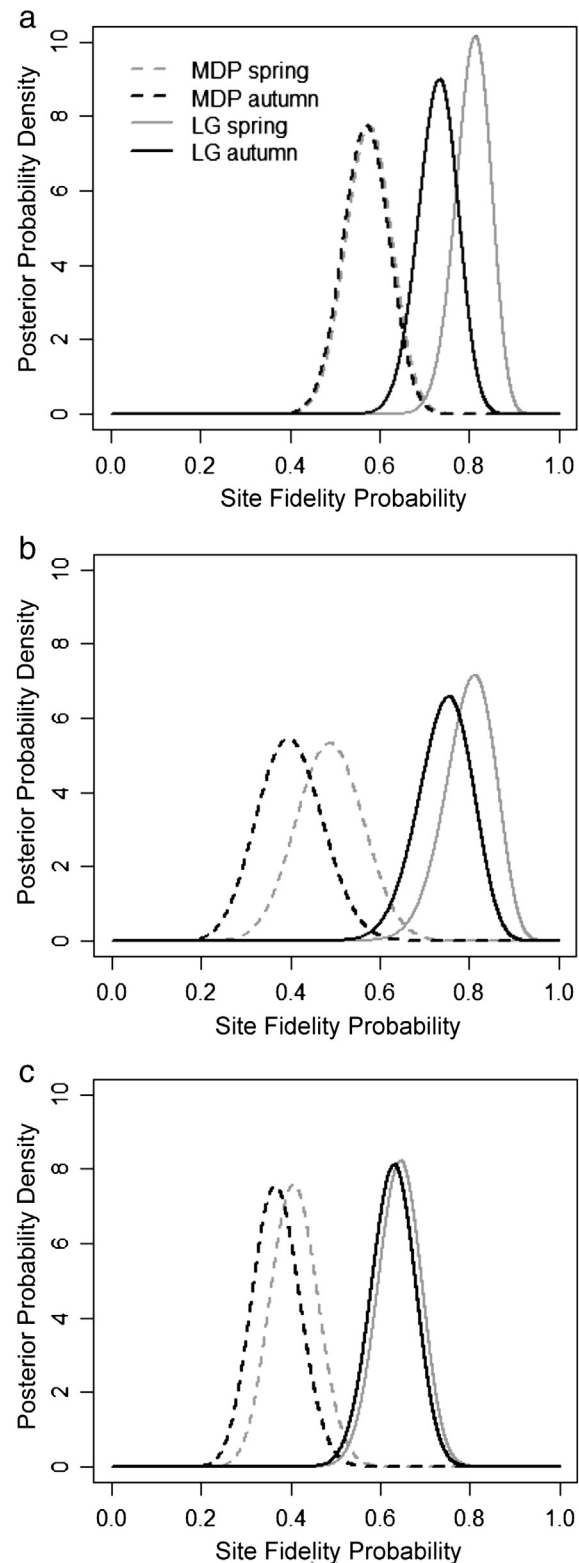 a
10
8
6
4
2
0
Posterior Probability Density
MDP spring
MDP autumn
LG spring
LG autumn
0.0 0.2 0.4 0.6 0.8 1.0
Site Fidelity Probability
b
10
8
6
4
2
0
Posterior Probability Density
0.0 0.2 0.4 0.6 0.8 1.0
Site Fidelity Probability
c
10
8
6
4
2
0
Posterior Probability Density
0.0 0.2 0.4 0.6 0.8 1.0
Site Fidelity Probability